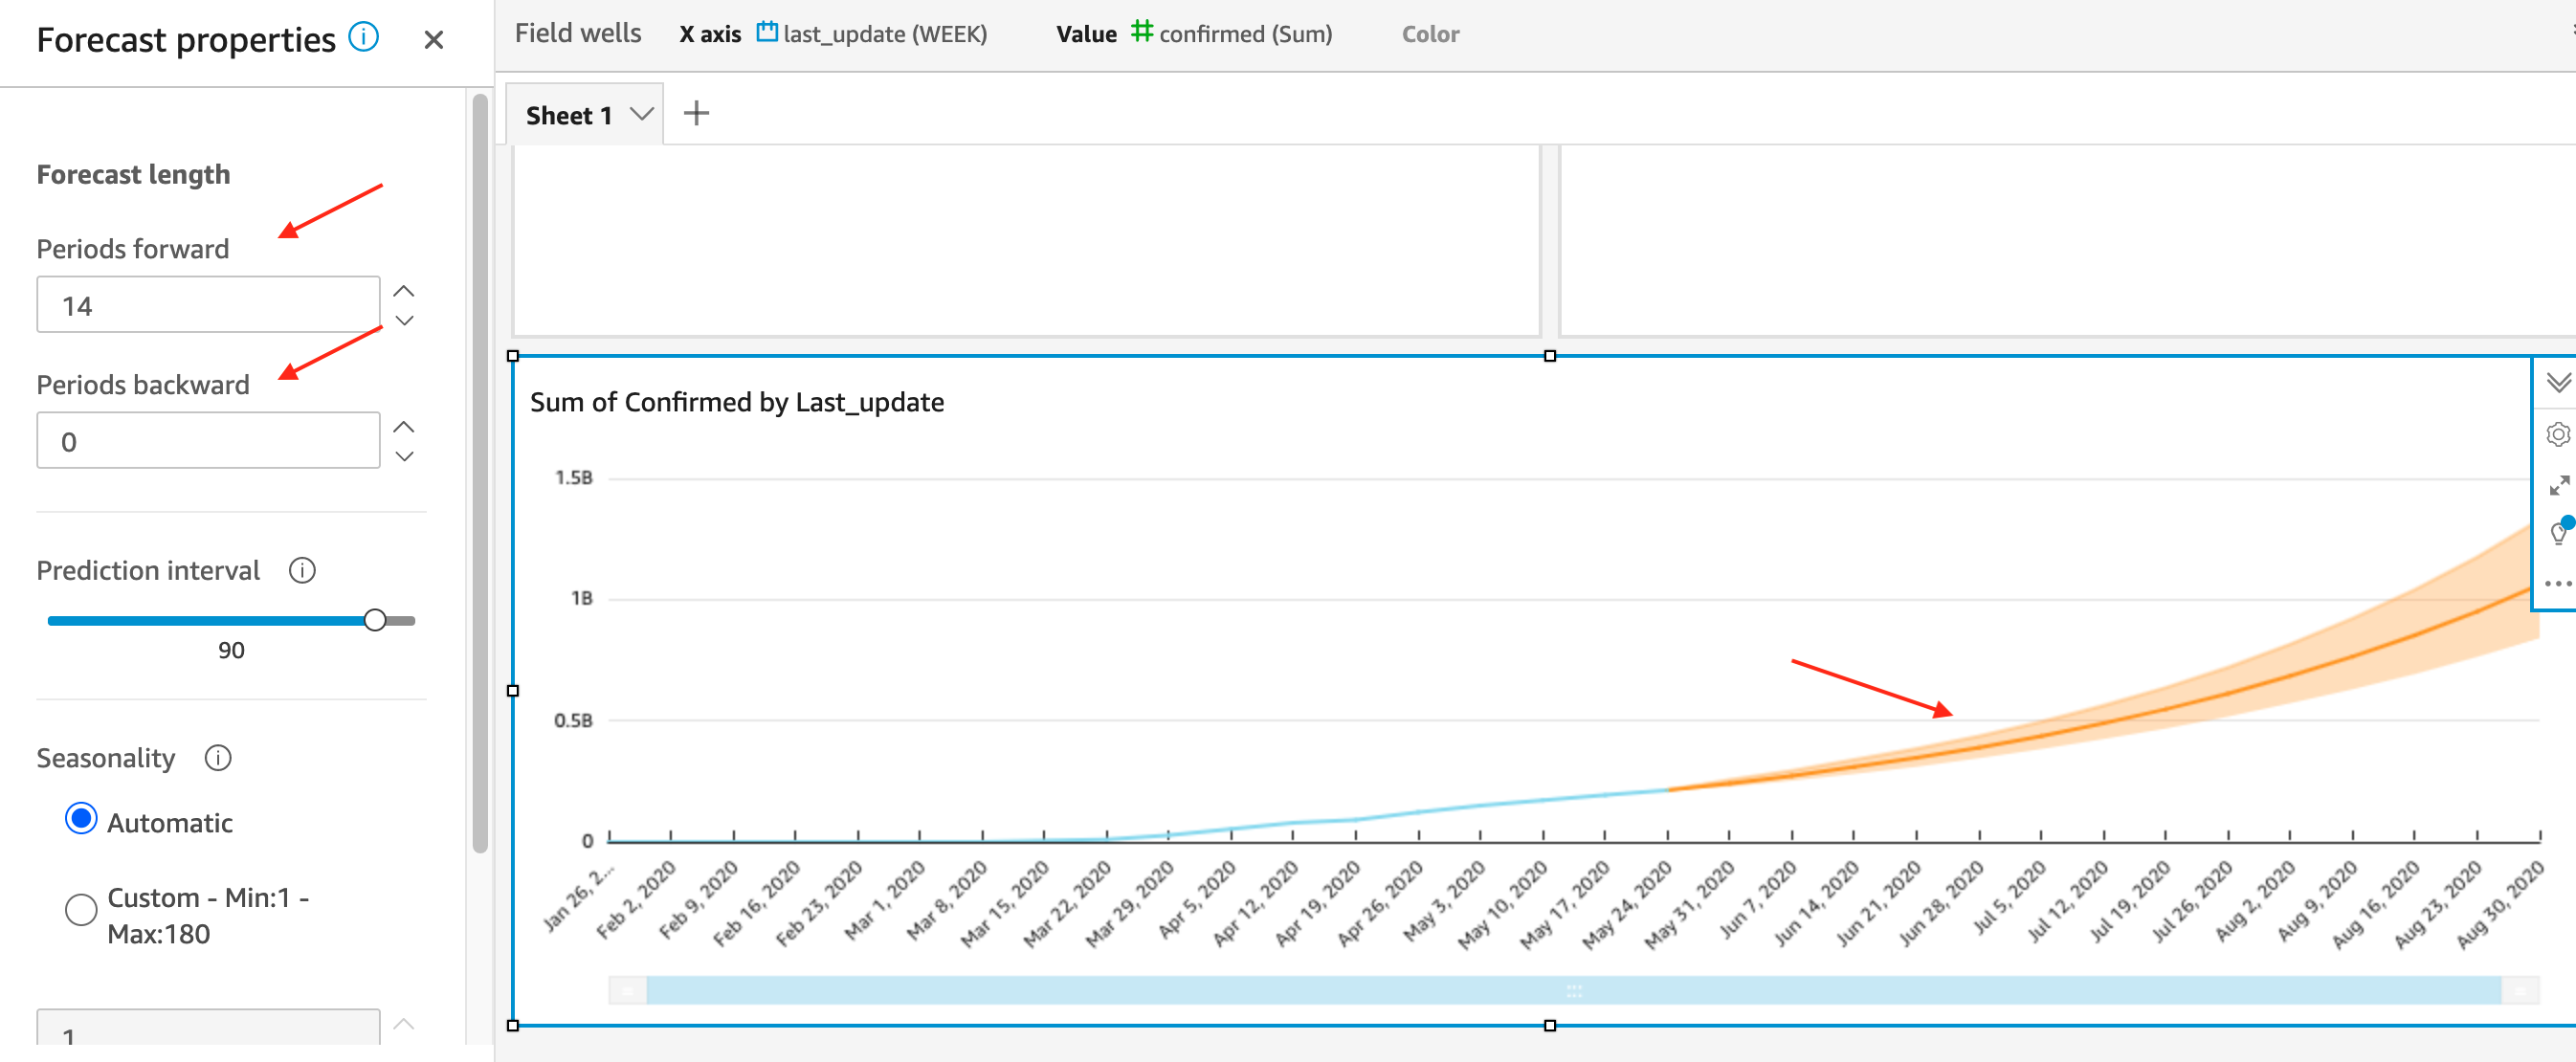 Forecast properties
Field wells
X axis last_update (WEEK)
Value confirmed (Sum)
Color
Sheet 1
Forecast length
Periods forward
14
Periods backward
0
Prediction interval
90
Seasonality
Automatic
Custom - Min:1 -
Max:180
1
Sum of Confirmed by Last_update
1.5B
1B
0.5B
0
Jan 26, 2...
Feb 2, 2020
Feb 9, 2020
Feb 16, 2020
Feb 23, 2020
Mar 1, 2020
Mar 8, 2020
Mar 15, 2020
Mar 22, 2020
Mar 29, 2020
Apr 5, 2020
Apr 12, 2020
Apr 19, 2020
Apr 26, 2020
May 3, 2020
May 10, 2020
May 17, 2020
May 24, 2020
May 31, 2020
Jun 7, 2020
Jun 14, 2020
Jun 21, 2020
Jun 28, 2020
Jul 5, 2020
Jul 12, 2020
Jul 19, 2020
Jul 26, 2020
Aug 2, 2020
Aug 9, 2020
Aug 16, 2020
Aug 23, 2020
Aug 30, 2020